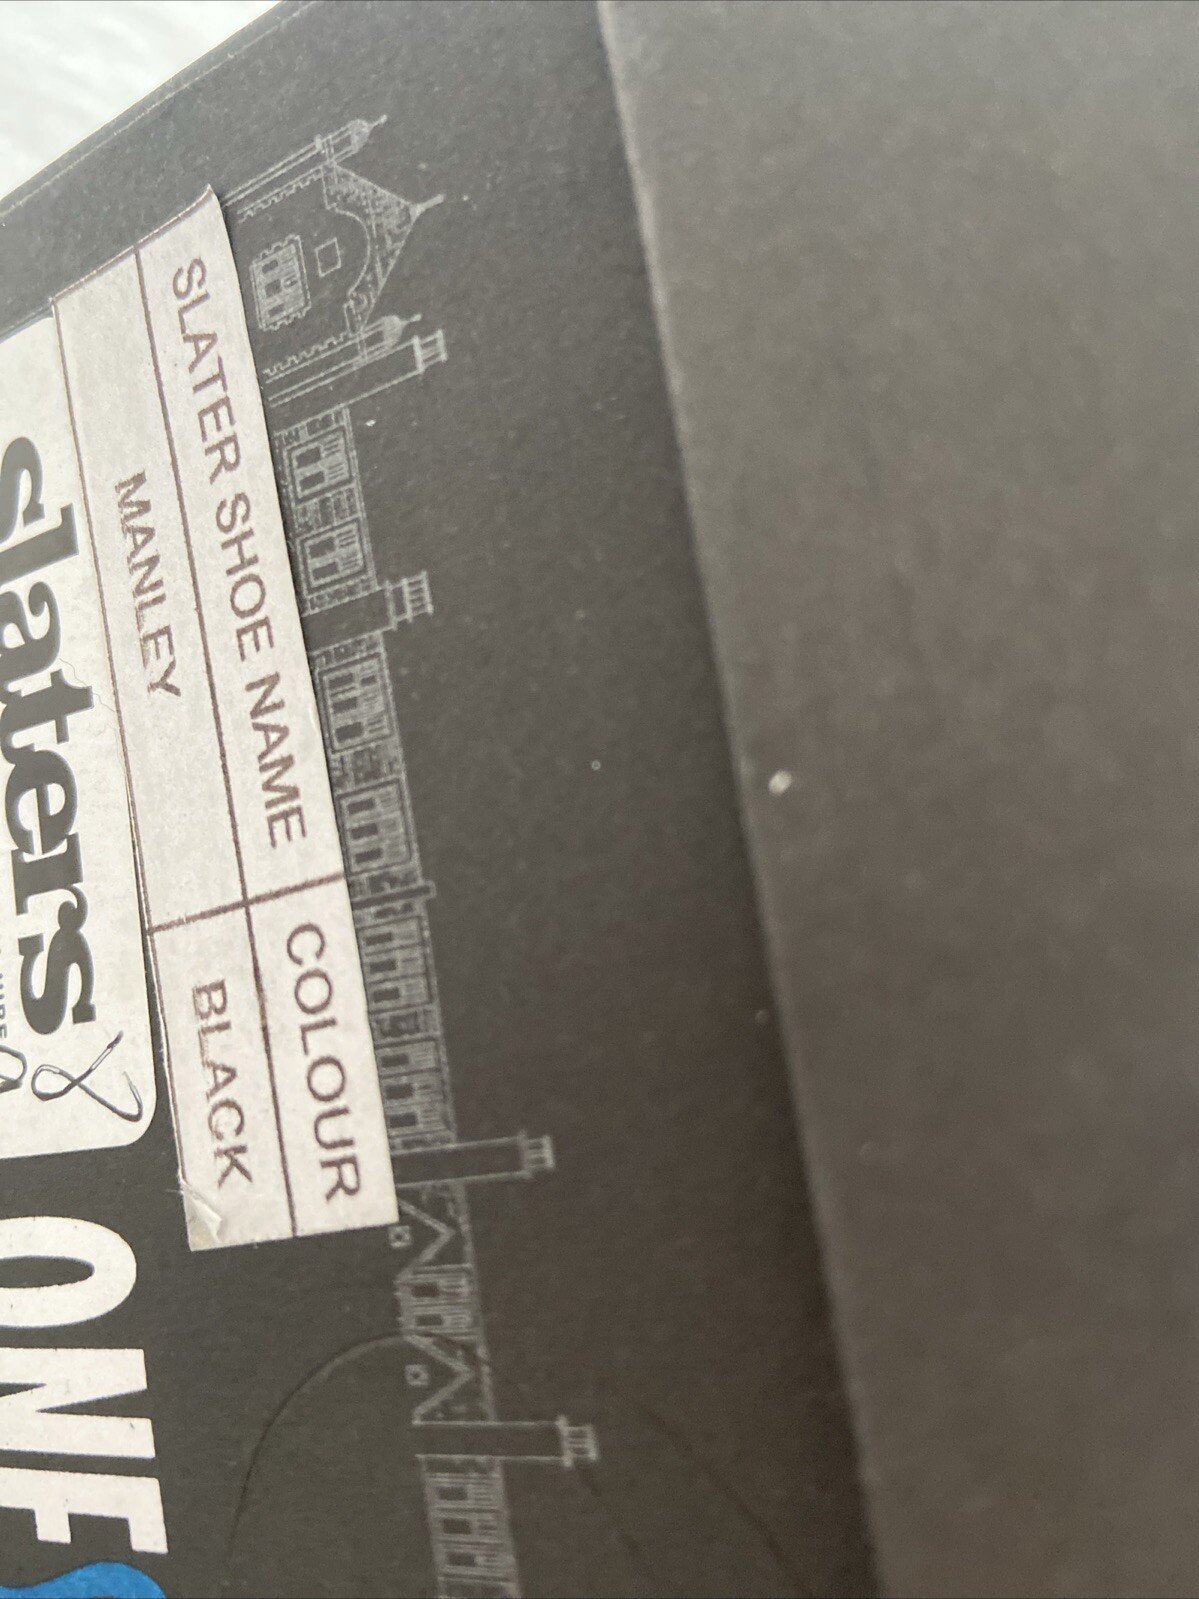 SLATER SHOE NAME COLOUR
MANLEY BLACK
slaters
ONE